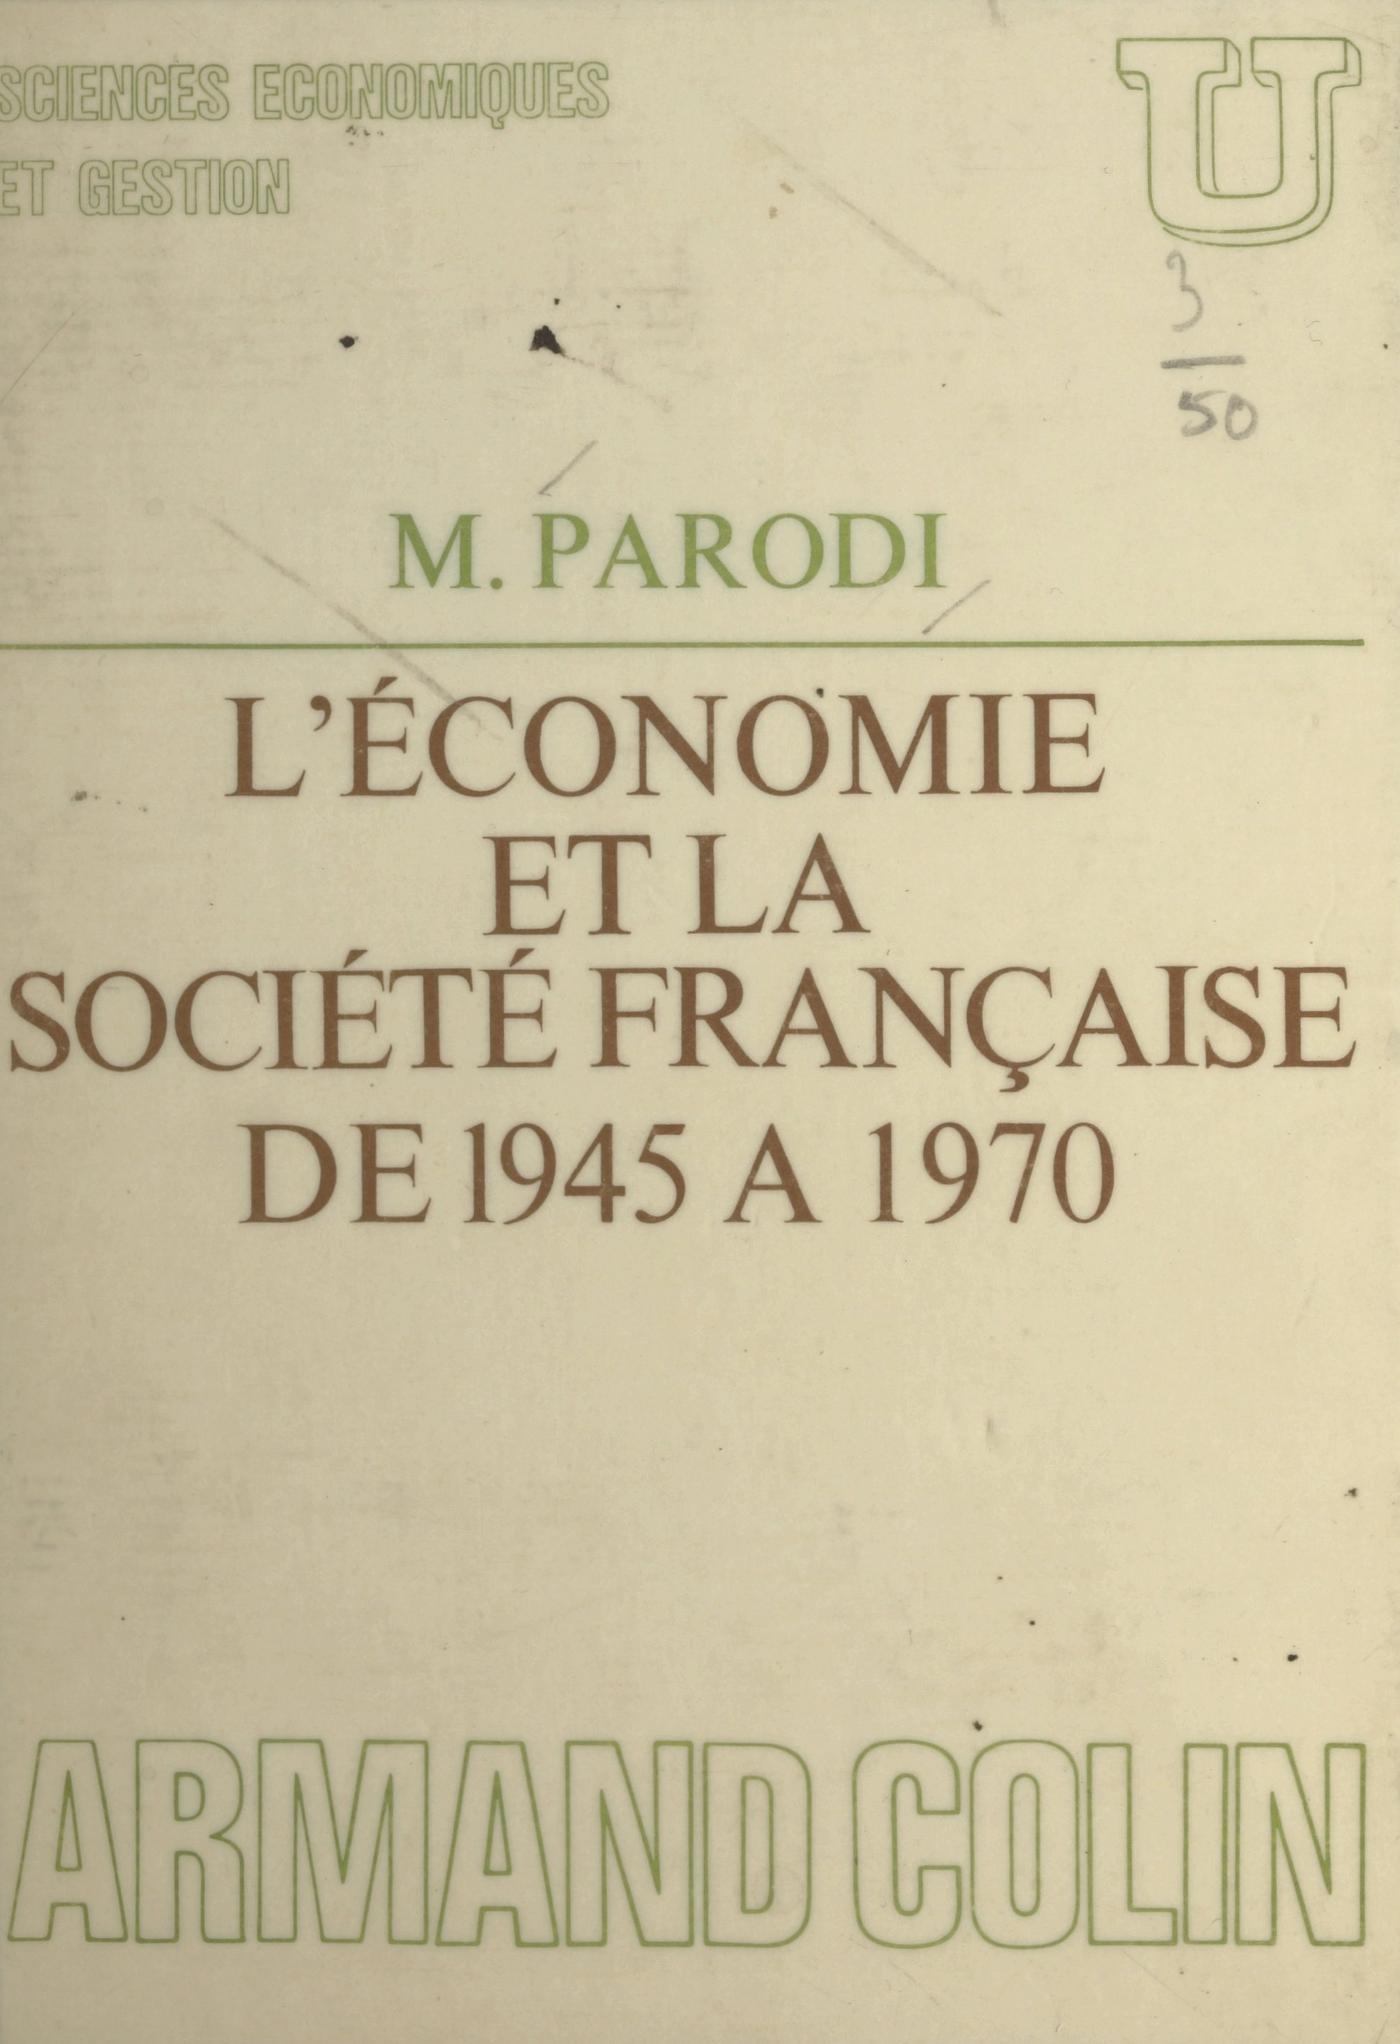 SCIENCES ECONOMIQUES
ET GESTION
U
3
50
M. PARODI
L'ÉCONOMIE
ET LA
SOCIÉTÉ FRANÇAISE
DE 1945 A 1970
ARMAND COLIN